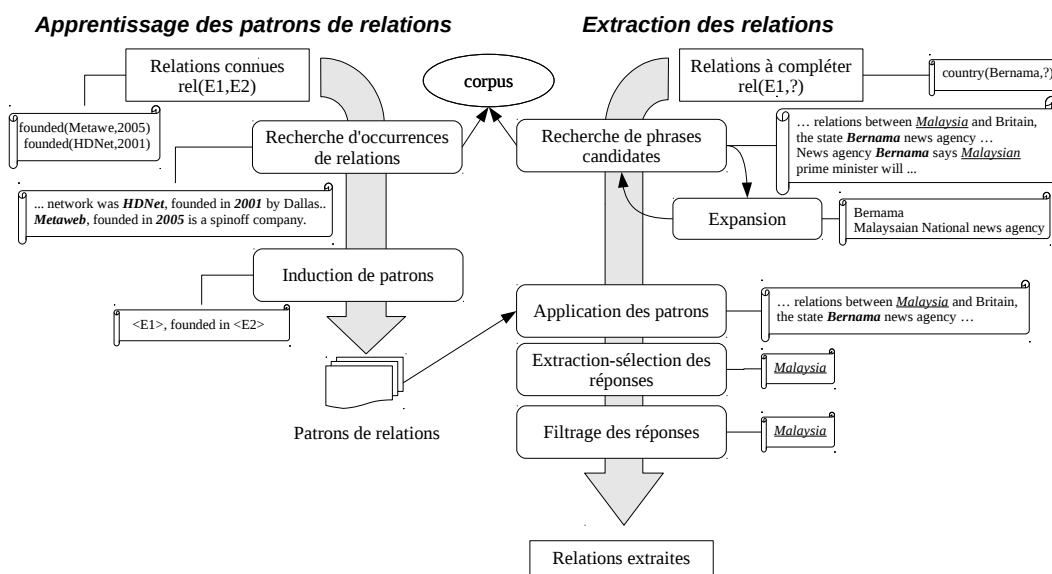 Apprentissage des patrons de relations
Extraction des relations
Relations connues
rel(E1,E2)
corpus
Relations à compléter
rel(E1,?)
country(Bernama,?)
founded(Metawe,2005)
founded(HDNet,2001)
Recherche d'occurrences
de relations
Recherche de phrases
candidates
... relations between Malaysia and Britain,
the state Bernama news agency ...
News agency Bernama says Malaysian
prime minister will ...
... network was HDNet, founded in 2001 by Dallas..
Metaweb, founded in 2005 is a spinoff company.
Expansion
Bernama
Malaysaian National news agency
Induction de patrons
<E1>, founded in <E2>
Application des patrons
... relations between Malaysia and Britain,
the state Bernama news agency ...
Extraction-sélection des
réponses
Malaysia
Patrons de relations
Filtrage des réponses
Malaysia
Relations extraites